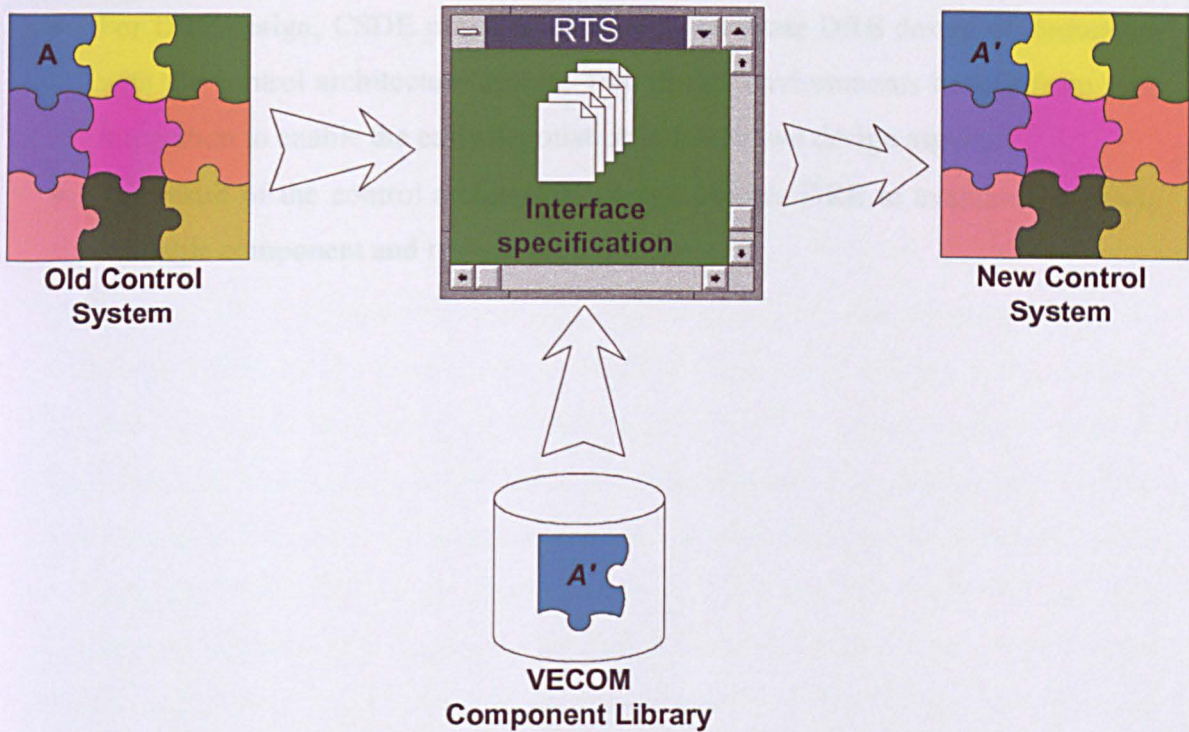 A
RTS
A'
Interface
specification
Old Control
System
New Control
System
A'
VECOM
Component Library